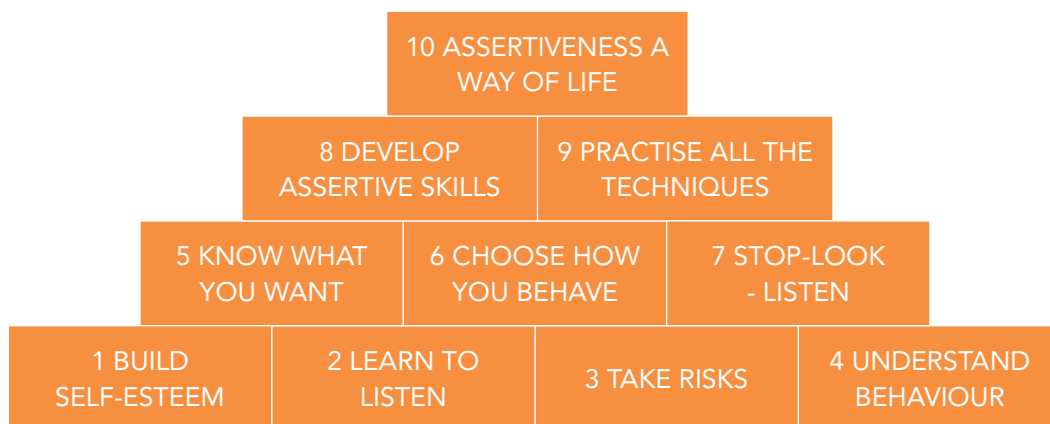 10 ASSERTIVENESS A
WAY OF LIFE
8 DEVELOP
ASSERTIVE SKILLS
9 PRACTISE ALL THE
TECHNIQUES
5 KNOW WHAT
YOU WANT
6 CHOOSE HOW
YOU BEHAVE
7 STOP-LOOK
- LISTEN
1 BUILD
SELF-ESTEEM
2 LEARN TO
LISTEN
3 TAKE RISKS
4 UNDERSTAND
BEHAVIOUR